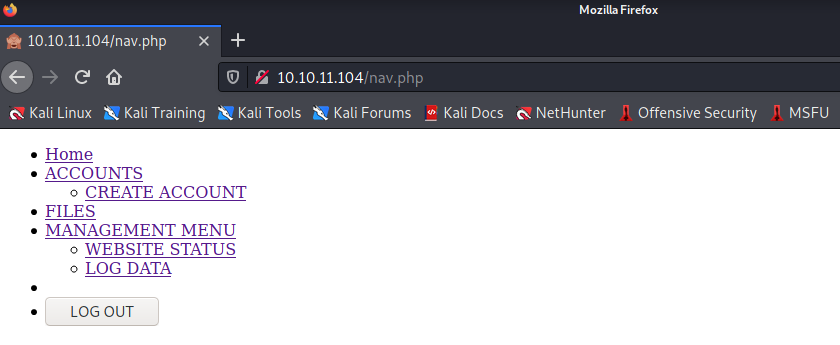 Mozilla Firefox
10.10.11.104/nav.php
10.10.11.104/nav.php
Kali Linux Kali Training Kali Tools Kali Forums Kali Docs NetHunter Offensive Security MSFU
Home
ACCOUNTS
CREATE ACCOUNT
FILES
MANAGEMENT MENU
WEBSITE STATUS
LOG DATA
LOG OUT